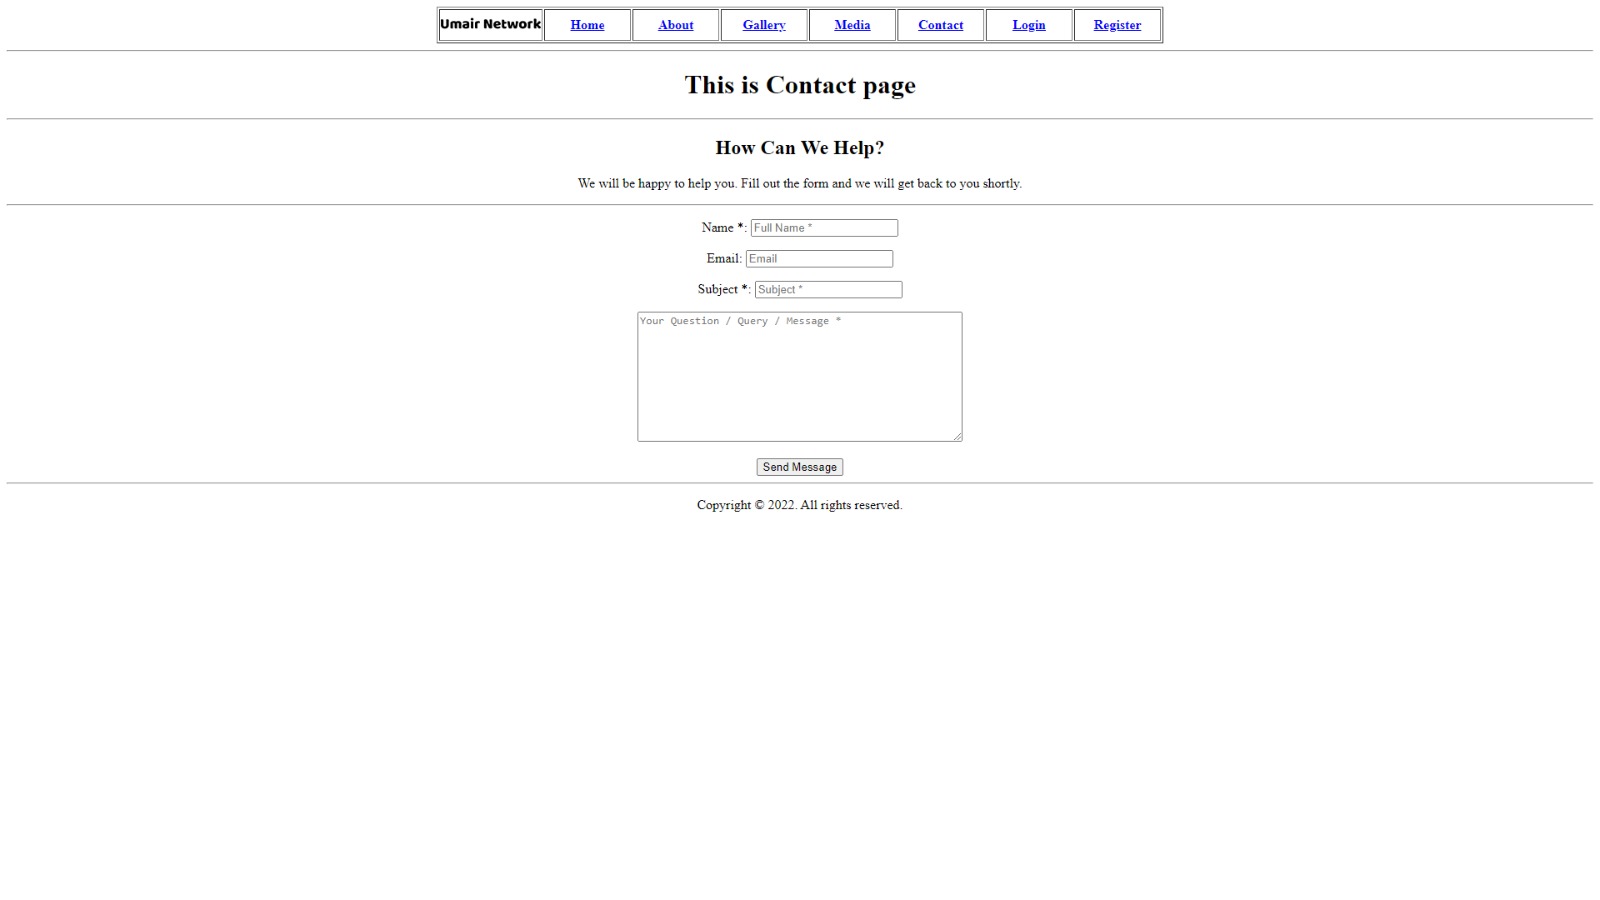 Umair Network Home About Gallery Media Contact Login Register
This is Contact page
How Can We Help?
We will be happy to help you. Fill out the form and we will get back to you shortly.
Name *: Full Name *
Email: Email
Subject *: Subject *
Your Question / Query / Message *
Send Message
Copyright © 2022. All rights reserved.